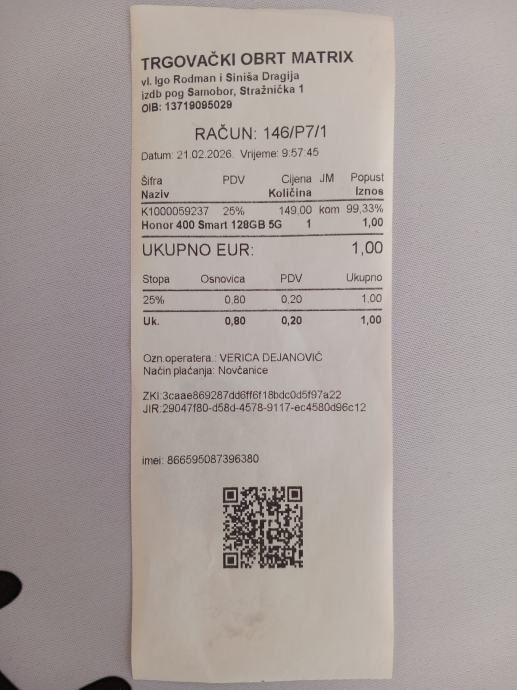 TRGOVAČKI OBRT MATRIX
vl. Igo Rodman i Siniša Dragija
izdb pog Samobor, Stražnička 1
OIB: 13719095029
RAČUN: 146/P7/1
Datum: 21.02.2026. Vrijeme: 9:57:45
Šifra PDV Cijena JM Popust
Naziv Količina Iznos
K1000059237 25% 149,00 kom 99,33%
Honor 400 Smart 128GB 5G 1 1,00
UKUPNO EUR: 1,00
Stopa Osnovica PDV Ukupno
25% 0,80 0,20 1,00
Uk. 0,80 0,20 1,00
Ozn.operatera.: VERICA DEJANOVIĆ
Način plaćanja: Novčanice
ZKI:3caae869287dd6ff6f18bdc0d5f97a22
JIR:29047f80-d58d-4578-9117-ec4580d96c12
imei: 866595087396380